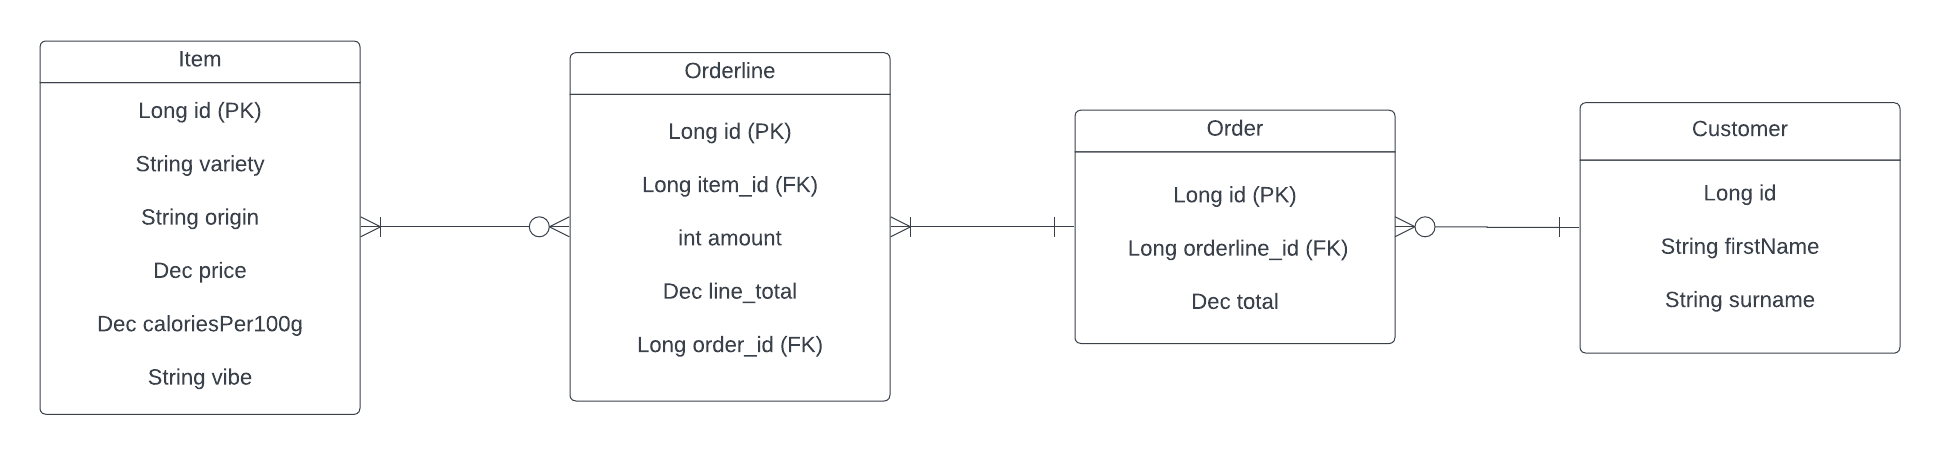 Item
Long id (PK)
String variety
String origin
Dec price
Dec caloriesPer100g
String vibe
Orderline
Long id (PK)
Long item_id (FK)
int amount
Dec line_total
Long order_id (FK)
Order
Long id (PK)
Long orderline_id (FK)
Dec total
Customer
Long id
String firstName
String surname